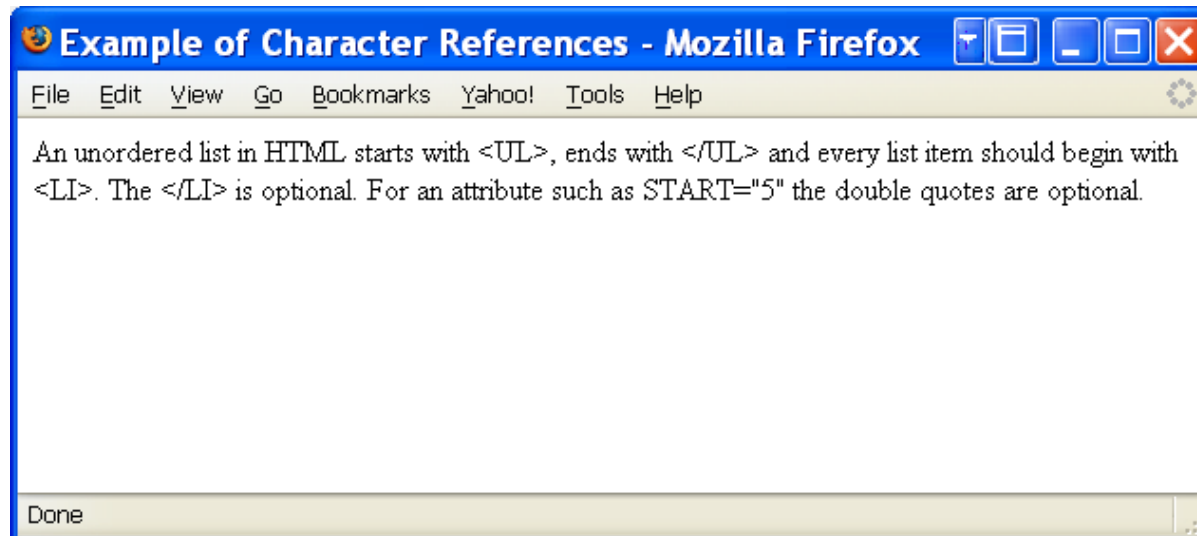 Example of Character References - Mozilla Firefox
File Edit View Go Bookmarks Yahoo! Tools Help
An unordered list in HTML starts with <UL>, ends with </UL> and every list item should begin with
<LI>. The </LI> is optional. For an attribute such as START="5" the double quotes are optional.
Done